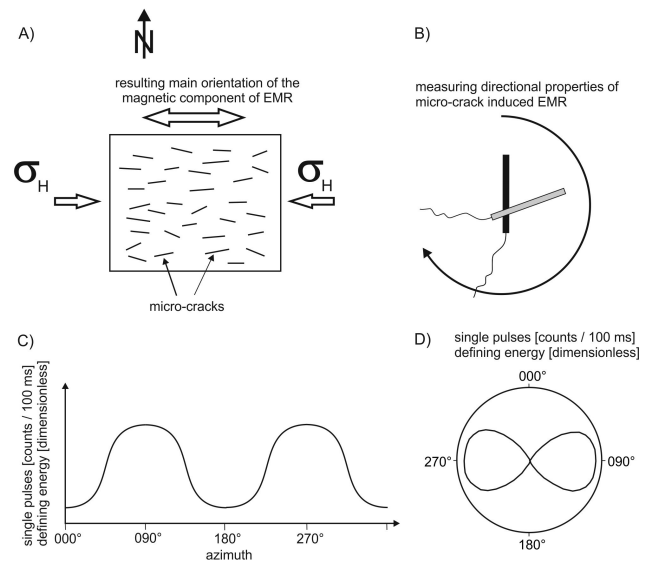 A)
N
resulting main orientation of the
magnetic component of EMR
σH
σH
micro-cracks
B)
measuring directional properties of
micro-crack induced EMR
C)
single pulses [counts / 100 ms]
defining energy [dimensionless]
000°
090°
180°
270°
azimuth
D)
single pulses [counts / 100 ms]
defining energy [dimensionless]
000°
270°
090°
180°